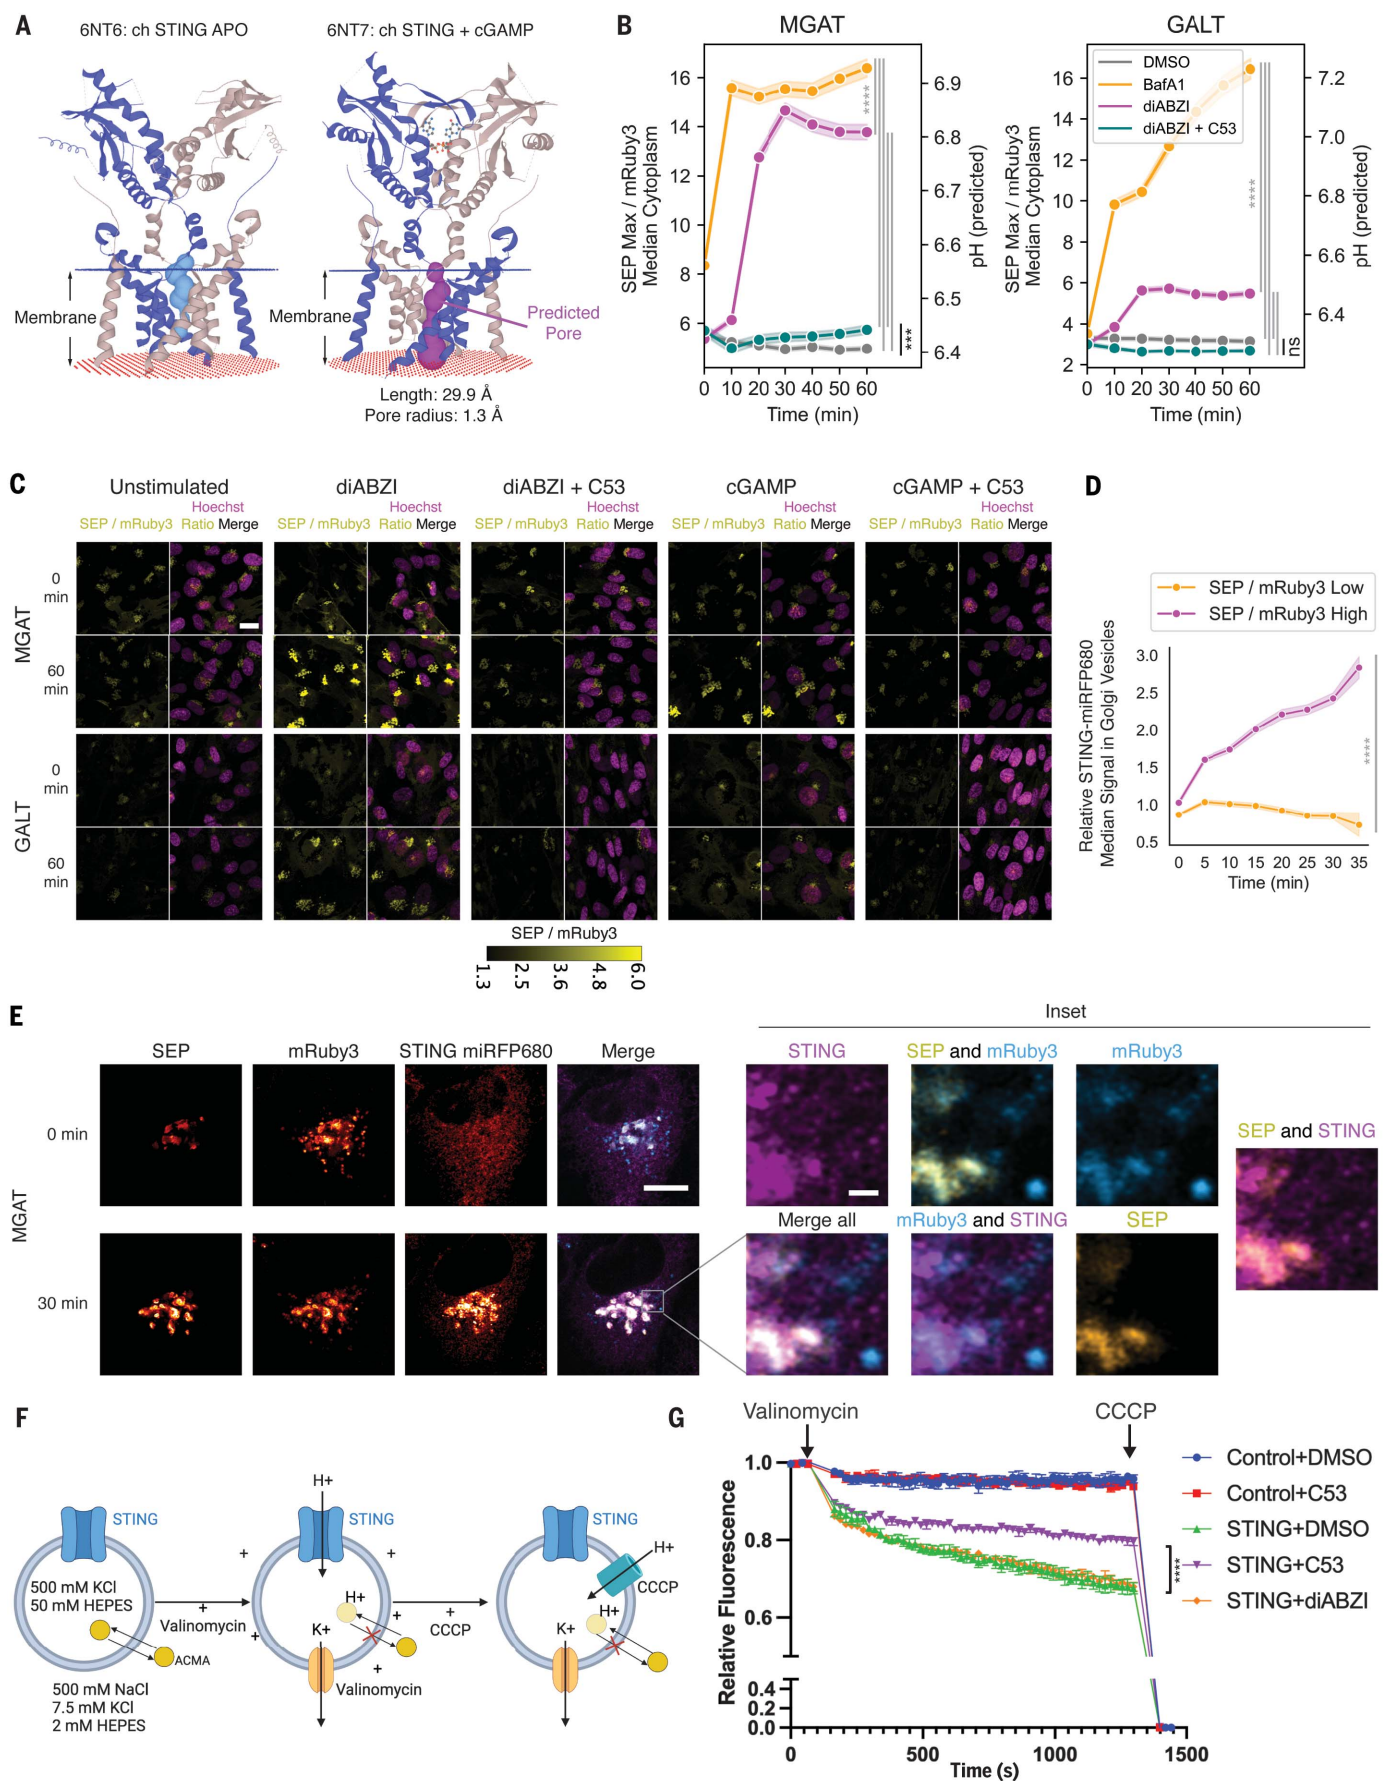 A
6NT6: ch STING APO
6NT7: ch STING + cGAMP
Membrane
Membrane
Predicted
Pore
Length: 29.9 Å
Pore radius: 1.3 Å
B
MGAT
SEP Max / mRuby3
Median Cytoplasm
16
14
12
10
8
6
0 10 20 30 40 50 60
Time (min)
6.9
6.8
6.7
6.6
6.5
6.4
pH (predicted)
****
***
GALT
DMSO
BafA1
diABZI
diABZI + C53
SEP Max / mRuby3
Median Cytoplasm
16
14
12
10
8
6
4
2
0 10 20 30 40 50 60
Time (min)
7.2
7.0
6.8
6.6
6.4
pH (predicted)
****
ns
C
Unstimulated
diABZI
diABZI + C53
cGAMP
cGAMP + C53
Hoechst
Hoechst
Hoechst
Hoechst
Hoechst
SEP / mRuby3 Ratio Merge
SEP / mRuby3 Ratio Merge
SEP / mRuby3 Ratio Merge
SEP / mRuby3 Ratio Merge
SEP / mRuby3 Ratio Merge
MGAT
0
min
60
min
GALT
0
min
60
min
SEP / mRuby3
1.3
2.5
3.6
4.8
6.0
D
SEP / mRuby3 Low
SEP / mRuby3 High
Relative STING-miRFP680
Median Signal in Golgi Vesicles
3.0
2.5
2.0
1.5
1.0
0.5
0 5 10 15 20 25 30 35
Time (min)
****
E
Inset
SEP
mRuby3
STING miRFP680
Merge
STING
SEP and mRuby3
mRuby3
MGAT
0 min
SEP and STING
Merge all
mRuby3 and STING
SEP
30 min
F
STING
500 mM KCl
50 mM HEPES
ACMA
500 mM NaCl
7.5 mM KCl
2 mM HEPES
+
Valinomycin
H+
STING
+
+
+
+
H+
K+
Valinomycin
+
CCCP
STING
H+
CCCP
H+
K+
G
Valinomycin
CCCP
Relative Fluorescence
1.0
0.8
0.6
0.4
0.2
0.0
0 500 1000 1500
Time (s)
Control+DMSO
Control+C53
STING+DMSO
STING+C53
STING+diABZI
****